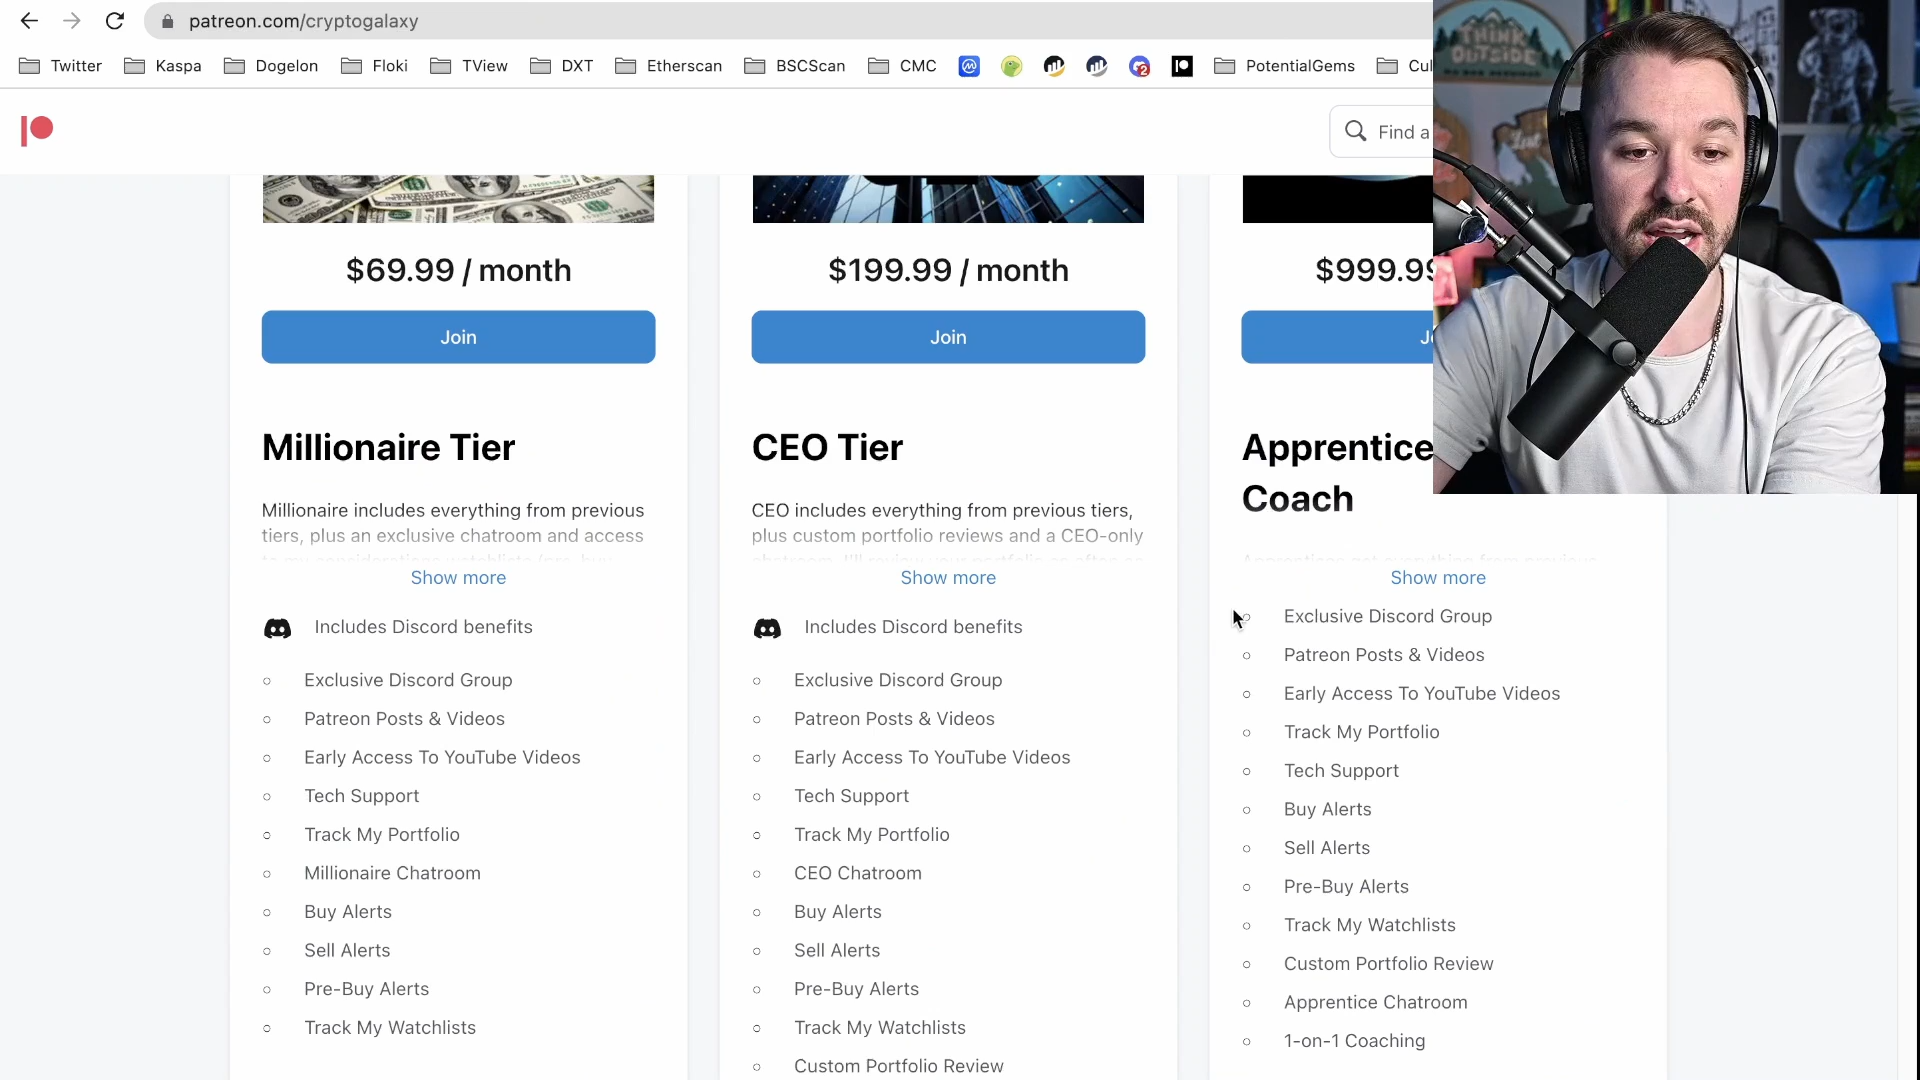 patreon.com/cryptogalaxy
Twitter Kaspa Dogelon Floki TView DXT Etherscan BSCScan CMC PotentialGems Cul
Find a
THINK
OUTSIDE
$69.99 / month
Join
Millionaire Tier
Millionaire includes everything from previous
tiers, plus an exclusive chatroom and access
Show more
Includes Discord benefits
Exclusive Discord Group
Patreon Posts & Videos
Early Access To YouTube Videos
Tech Support
Track My Portfolio
Millionaire Chatroom
Buy Alerts
Sell Alerts
Pre-Buy Alerts
Track My Watchlists
$199.99 / month
Join
CEO Tier
CEO includes everything from previous tiers,
plus custom portfolio reviews and a CEO-only
Show more
Includes Discord benefits
Exclusive Discord Group
Patreon Posts & Videos
Early Access To YouTube Videos
Tech Support
Track My Portfolio
CEO Chatroom
Buy Alerts
Sell Alerts
Pre-Buy Alerts
Track My Watchlists
Custom Portfolio Review
$999.99
Apprentice
Coach
Show more
Exclusive Discord Group
Patreon Posts & Videos
Early Access To YouTube Videos
Track My Portfolio
Tech Support
Buy Alerts
Sell Alerts
Pre-Buy Alerts
Track My Watchlists
Custom Portfolio Review
Apprentice Chatroom
1-on-1 Coaching